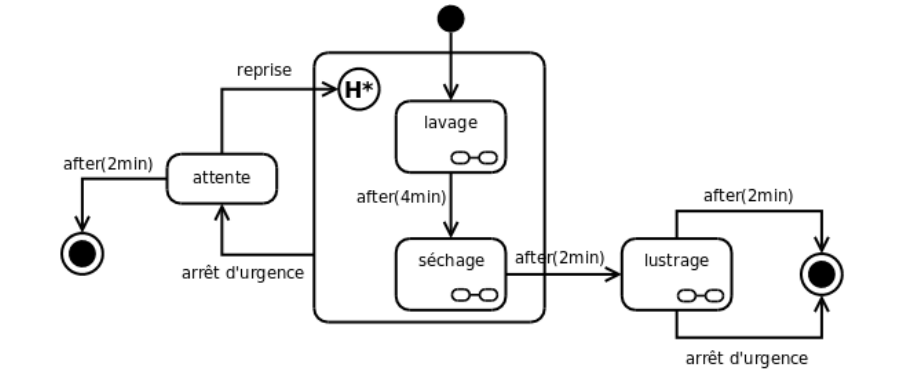 reprise
H*
lavage
after(2min)
attente
after(4min)
after(2min)
séchage
after(2min)
lustrage
arrêt d'urgence
arrêt d'urgence